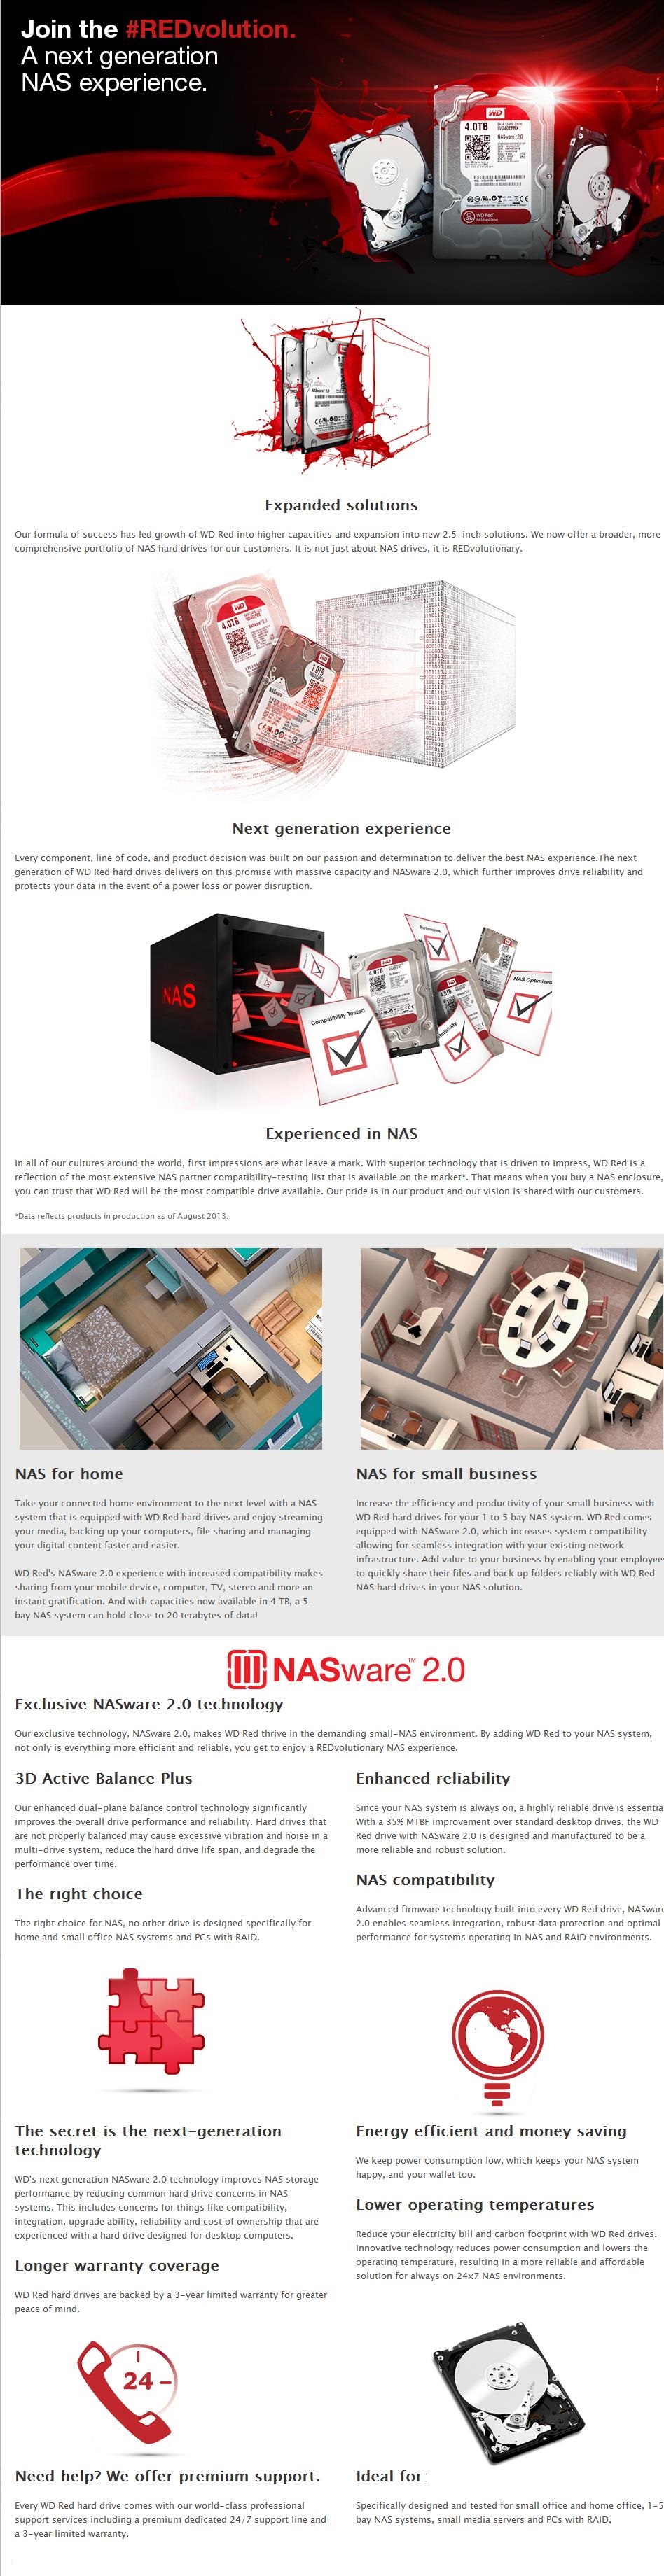 Join the #REDvolution.
A next generation
NAS experience.
WD
4.0TB
NASware 2.0
WD Red
Expanded solutions
Our formula of success has led growth of WD Red into higher capacities and expansion into new 2.5-inch solutions. We now offer a broader, more
comprehensive portfolio of NAS hard drives for our customers. It is not just about NAS drives, it is REDvolutionary.
WD
4.0TB
WD
1.0TB
Next generation experience
Every component, line of code, and product decision was built on our passion and determination to deliver the best NAS experience.The next
generation of WD Red hard drives delivers on this promise with massive capacity and NASware 2.0, which further improves drive reliability and
protects your data in the event of a power loss or power disruption.
NAS
Compatibility Tested
WD
4.0TB
Performance
Reliability
NAS Optimized
Experienced in NAS
In all of our cultures around the world, first impressions are what leave a mark. With superior technology that is driven to impress, WD Red is a
reflection of the most extensive NAS partner compatibility-testing list that is available on the market*. That means when you buy a NAS enclosure,
you can trust that WD Red will be the most compatible drive available. Our pride is in our product and our vision is shared with our customers.
*Data reflects products in production as of August 2013.
NAS for home
Take your connected home environment to the next level with a NAS
system that is equipped with WD Red hard drives and enjoy streaming
your media, backing up your computers, file sharing and managing
your digital content faster and easier.
WD Red's NASware 2.0 experience with increased compatibility makes
sharing from your mobile device, computer, TV, stereo and more an
instant gratification. And with capacities now available in 4 TB, a 5-
bay NAS system can hold close to 20 terabytes of data!
NAS for small business
Increase the efficiency and productivity of your small business with
WD Red hard drives for your 1 to 5 bay NAS system. WD Red comes
equipped with NASware 2.0, which increases system compatibility
allowing for seamless integration with your existing network
infrastructure. Add value to your business by enabling your employees
to quickly share their files and back up folders reliably with WD Red
NAS hard drives in your NAS solution.
NASware™ 2.0
Exclusive NASware 2.0 technology
Our exclusive technology, NASware 2.0, makes WD Red thrive in the demanding small-NAS environment. By adding WD Red to your NAS system,
not only is everything more efficient and reliable, you get to enjoy a REDvolutionary NAS experience.
3D Active Balance Plus
Our enhanced dual-plane balance control technology significantly
improves the overall drive performance and reliability. Hard drives that
are not properly balanced may cause excessive vibration and noise in a
multi-drive system, reduce the hard drive life span, and degrade the
performance over time.
The right choice
The right choice for NAS, no other drive is designed specifically for
home and small office NAS systems and PCs with RAID.
Enhanced reliability
Since your NAS system is always on, a highly reliable drive is essentia
With a 35% MTBF improvement over standard desktop drives, the WD
Red drive with NASware 2.0 is designed and manufactured to be a
more reliable and robust solution.
NAS compatibility
Advanced firmware technology built into every WD Red drive, NASware
2.0 enables seamless integration, robust data protection and optimal
performance for systems operating in NAS and RAID environments.
The secret is the next-generation
technology
WD's next generation NASware 2.0 technology improves NAS storage
performance by reducing common hard drive concerns in NAS
systems. This includes concerns for things like compatibility,
integration, upgrade ability, reliability and cost of ownership that are
experienced with a hard drive designed for desktop computers.
Longer warranty coverage
WD Red hard drives are backed by a 3-year limited warranty for greater
peace of mind.
Energy efficient and money saving
We keep power consumption low, which keeps your NAS system
happy, and your wallet too.
Lower operating temperatures
Reduce your electricity bill and carbon footprint with WD Red drives.
Innovative technology reduces power consumption and lowers the
operating temperature, resulting in a more reliable and affordable
solution for always on 24x7 NAS environments.
24
Need help? We offer premium support.
Every WD Red hard drive comes with our world-class professional
support services including a premium dedicated 24/7 support line and
a 3-year limited warranty.
Ideal for:
Specifically designed and tested for small office and home office, 1-5
bay NAS systems, small media servers and PCs with RAID.